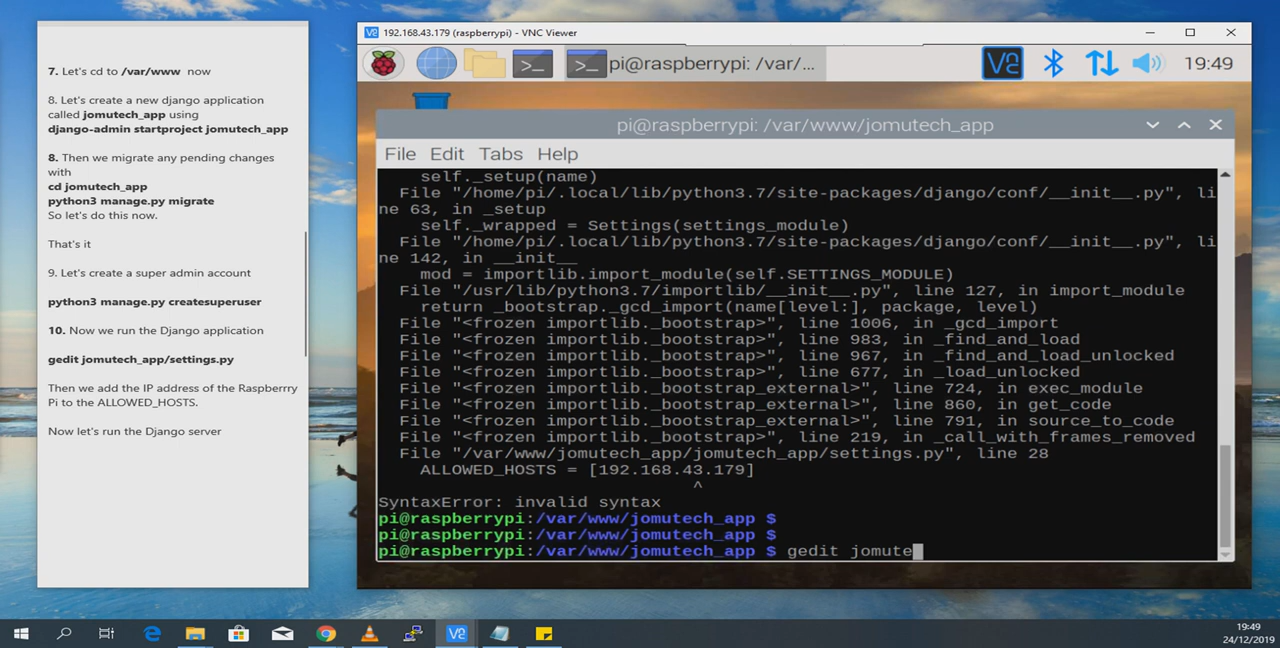 7. Let's cd to /var/www now
8. Let's create a new django application
called jomutech_app using
django-admin startproject jomutech_app
8. Then we migrate any pending changes
with
cd jomutech_app
python3 manage.py migrate
So let's do this now.
That's it
9. Let's create a super admin account
python3 manage.py createsuperuser
10. Now we run the Django application
gedit jomutech_app/settings.py
Then we add the IP address of the Raspberrry
Pi to the ALLOWED_HOSTS.
Now let's run the Django server
192.168.43.179 (raspberrypi) - VNC Viewer
pi@raspberrypi: /var/...
19:49
pi@raspberrypi: /var/www/jomutech_app
File Edit Tabs Help
self._setup(name)
File "/home/pi/.local/lib/python3.7/site-packages/django/conf/__init__.py", li
ne 63, in _setup
self._wrapped = Settings(settings_module)
File "/home/pi/.local/lib/python3.7/site-packages/django/conf/__init__.py", li
ne 142, in __init__
mod = importlib.import_module(self.SETTINGS_MODULE)
File "/usr/lib/python3.7/importlib/__init__.py", line 127, in import_module
return _bootstrap._gcd_import(name[level:], package, level)
File "<frozen importlib._bootstrap>", line 1006, in _gcd_import
File "<frozen importlib._bootstrap>", line 983, in _find_and_load
File "<frozen importlib._bootstrap>", line 967, in _find_and_load_unlocked
File "<frozen importlib._bootstrap>", line 677, in _load_unlocked
File "<frozen importlib._bootstrap_external>", line 724, in exec_module
File "<frozen importlib._bootstrap_external>", line 860, in get_code
File "<frozen importlib._bootstrap_external>", line 791, in source_to_code
File "<frozen importlib._bootstrap>", line 219, in _call_with_frames_removed
File "/var/www/jomutech_app/jomutech_app/settings.py", line 28
ALLOWED_HOSTS = [192.168.43.179]
^
SyntaxError: invalid syntax
pi@raspberrypi:/var/www/jomutech_app $
pi@raspberrypi:/var/www/jomutech_app $
pi@raspberrypi:/var/www/jomutech_app $ gedit jomute
19:49
24/12/2019